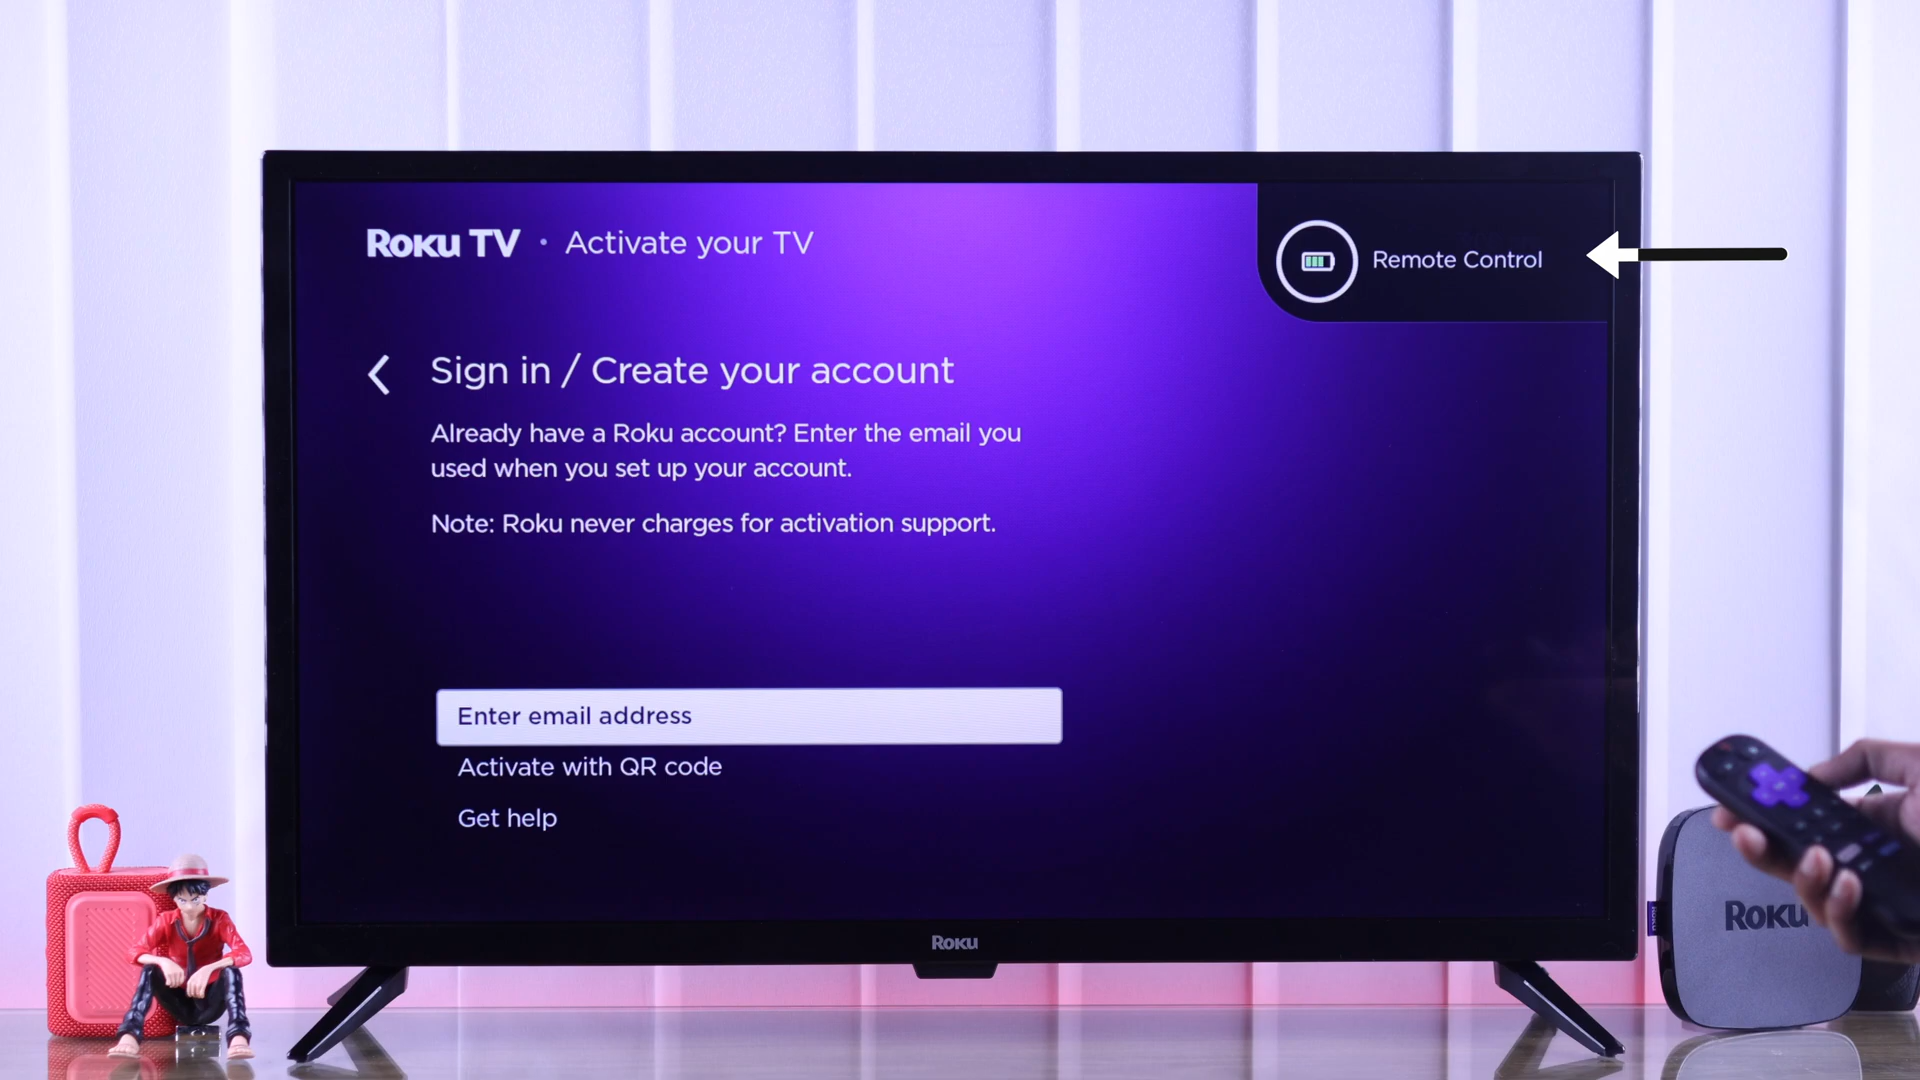 Roku TV • Activate your TV
Remote Control
Sign in / Create your account
Already have a Roku account? Enter the email you
used when you set up your account.
Note: Roku never charges for activation support.
Enter email address
Activate with QR code
Get help
Roku
Roku